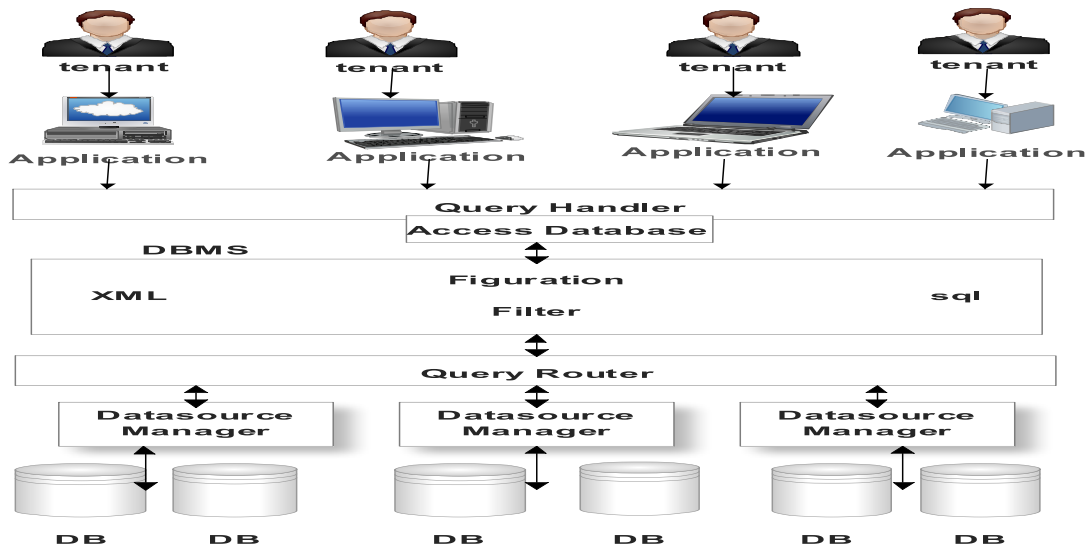 tenant
tenant
tenant
tenant
Application
Application
Application
Application
Query Handler
Access Database
DBMS
Figuration
XML
sql
Filter
Query Router
Datasource
Manager
Datasource
Manager
Datasource
Manager
DB
DB
DB
DB
DB
DB